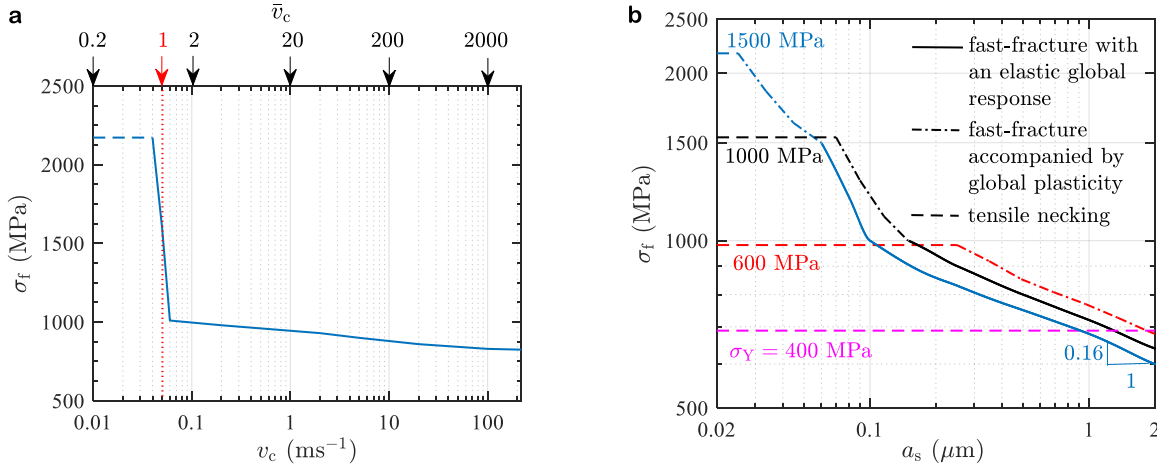 a
v̄c
0.2 1 2 20 200 2000
2500
2000
1500
1000
500
σf (MPa)
0.01 0.1 1 10 100
vc (ms−1)
b
2500
2000
1500
1000
500
σf (MPa)
1500 MPa
1000 MPa
600 MPa
σY = 400 MPa
fast-fracture with
an elastic global
response
fast-fracture
accompanied by
global plasticity
tensile necking
0.16
1
0.02 0.1 1 2
as (μm)